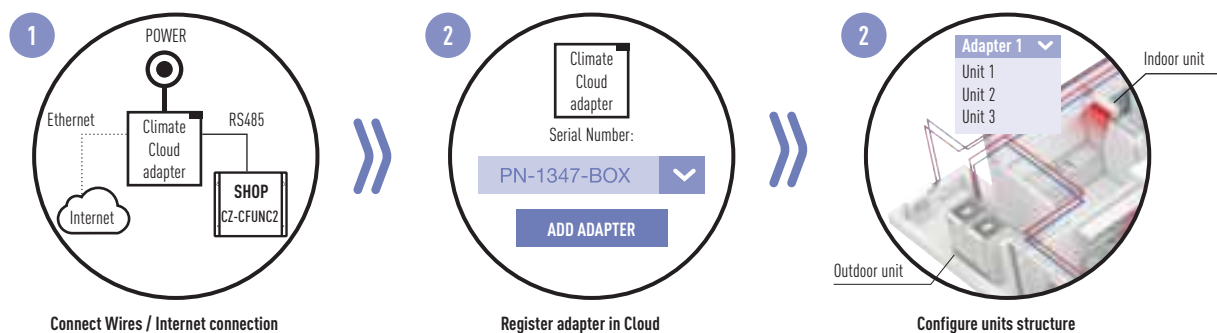 1
POWER
Ethernet
Climate
Cloud
adapter
RS485
Internet
SHOP
CZ-CFUNC2
Connect Wires / Internet connection
2
Climate
Cloud
adapter
Serial Number:
PN-1347-BOX
ADD ADAPTER
Register adapter in Cloud
2
Adapter 1
Unit 1
Unit 2
Unit 3
Indoor unit
Outdoor unit
Configure units structure